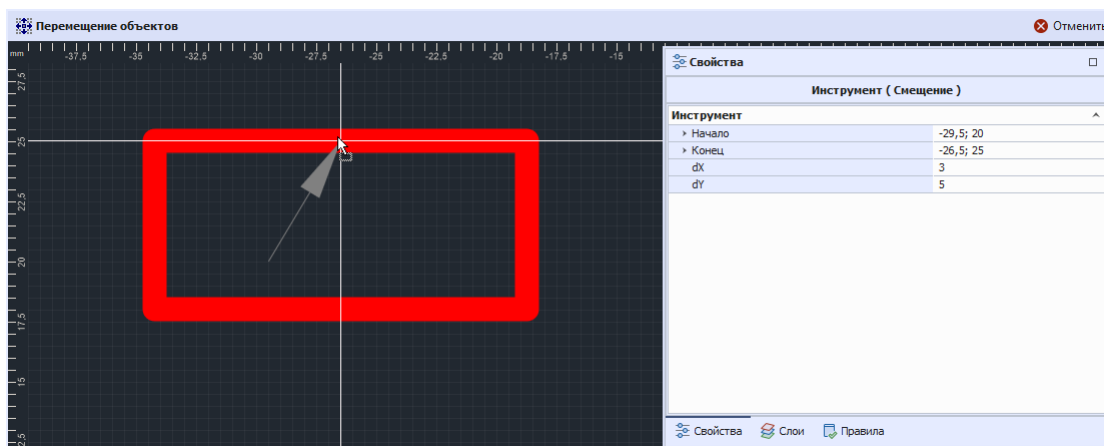 Перемещение объектов
Отменить
mm
-37,5 -35 -32,5 -30 -27,5 -25 -22,5 -20 -17,5 -15
27,5
25
22,5
20
17,5
15
2,5
Свойства
Инструмент ( Смещение )
Инструмент
Начало -29,5; 20
Конец -26,5; 25
dX 3
dY 5
Свойства Слои Правила